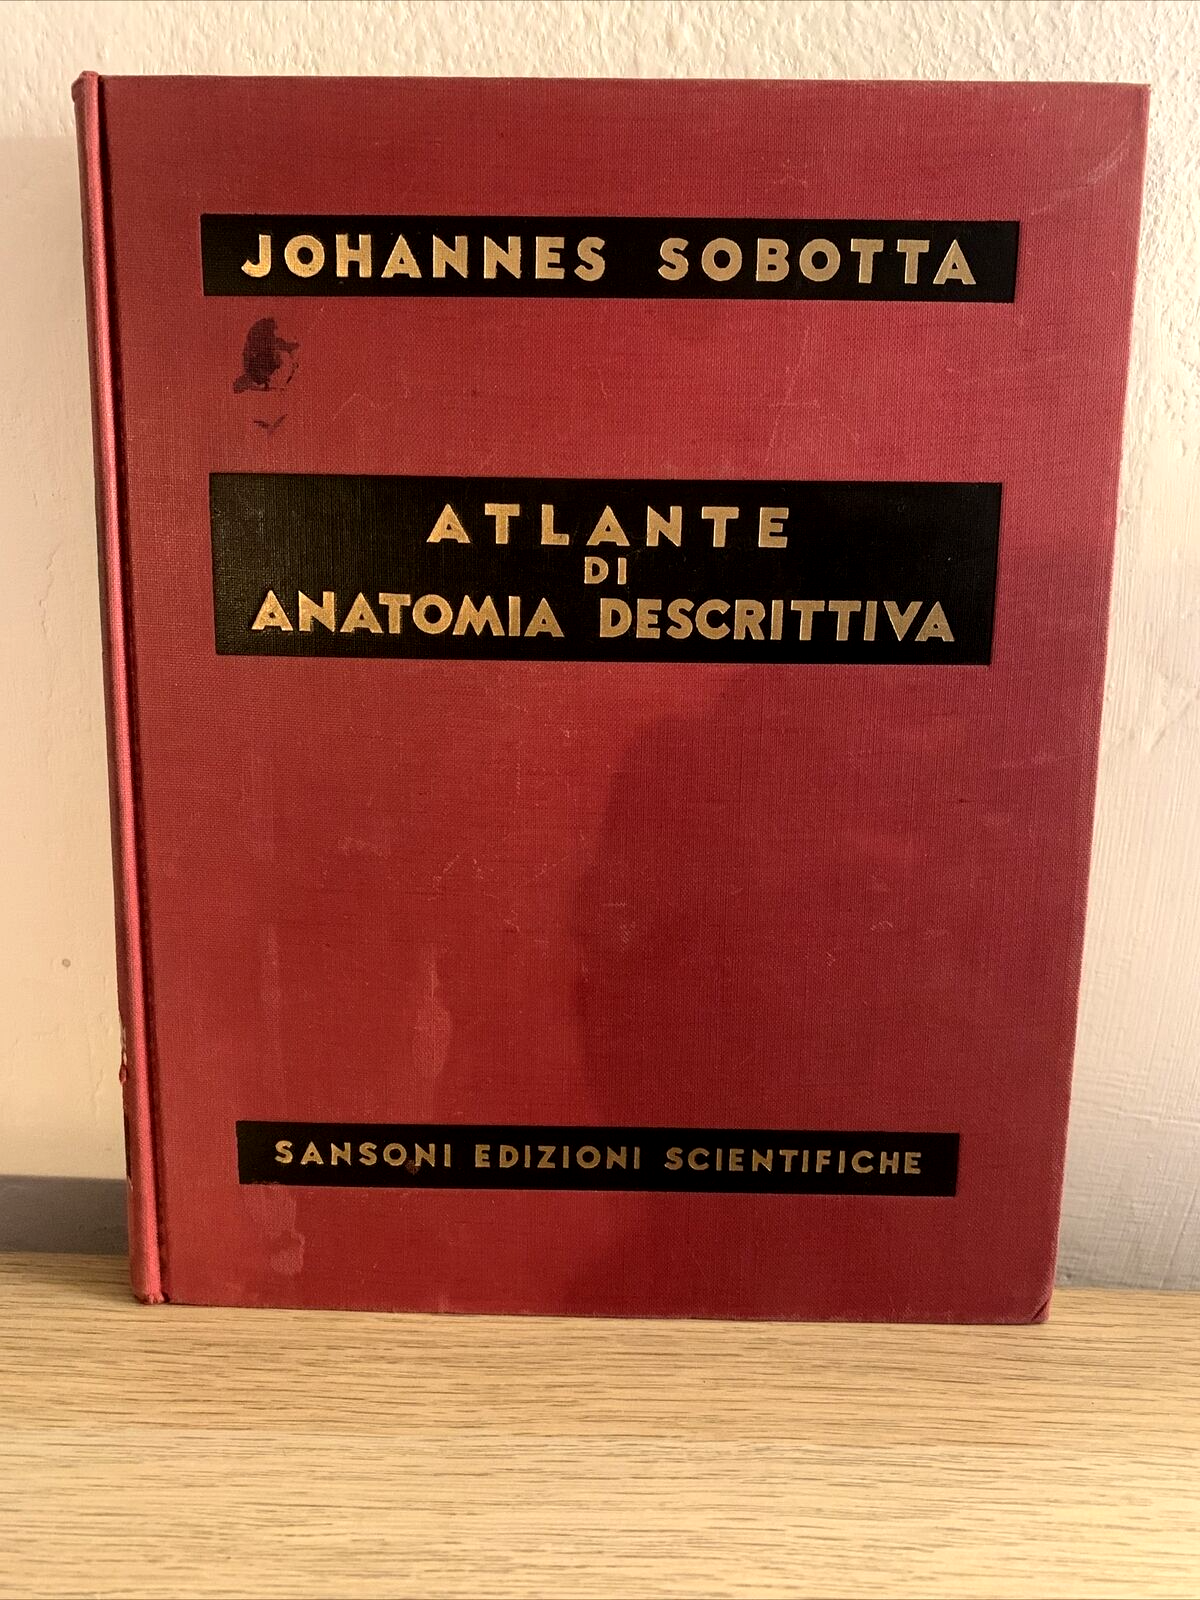 JOHANNES SOBOTTA
ATLANTE
DI
ANATOMIA DESCRITTIVA
SANSONI EDIZIONI SCIENTIFICHE